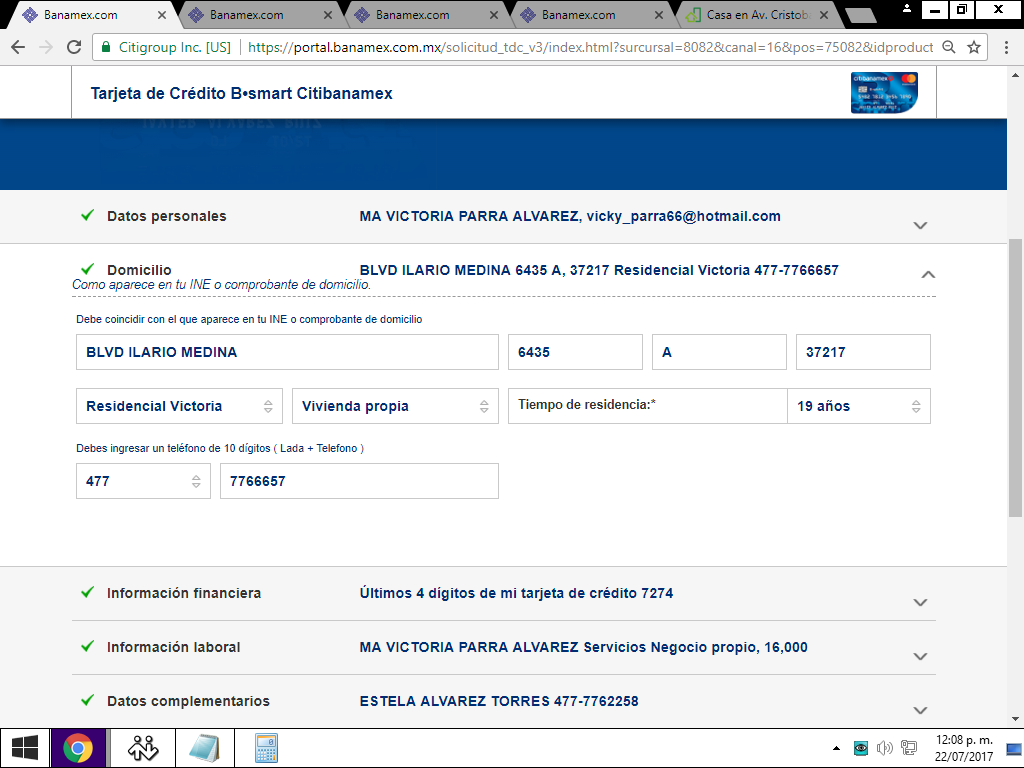 Banamex.com
Banamex.com
Banamex.com
Banamex.com
Casa en Av. Cristob
Citigroup Inc. [US]
https://portal.banamex.com.mx/solicitud_tdc_v3/index.html?sursursal=8082&canal=16&pos=75082&idproduct
Tarjeta de Crédito B•smart Citibanamex
citibanamex
Datos personales
MA VICTORIA PARRA ALVAREZ, vicky_parra66@hotmail.com
Domicilio
BLVD ILARIO MEDINA 6435 A, 37217 Residencial Victoria 477-7766657
Como aparece en tu INE o comprobante de domicilio.
Debe coincidir con el que aparece en tu INE o comprobante de domicilio
BLVD ILARIO MEDINA
6435
A
37217
Residencial Victoria
Vivienda propia
Tiempo de residencia:*
19 años
Debes ingresar un teléfono de 10 dígitos ( Lada + Telefono )
477
7766657
Información financiera
Últimos 4 dígitos de mi tarjeta de crédito 7274
Información laboral
MA VICTORIA PARRA ALVAREZ Servicios Negocio propio, 16,000
Datos complementarios
ESTELA ALVAREZ TORRES 477-7762258
12:08 p. m.
22/07/2017